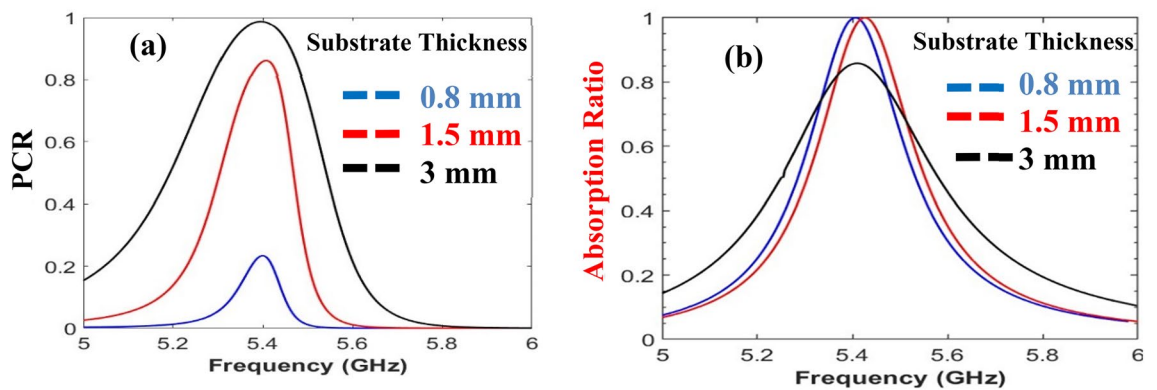 (a)
Substrate Thickness
0.8 mm
1.5 mm
3 mm
PCR
1
0.8
0.6
0.4
0.2
0
5
5.2
5.4
5.6
5.8
6
Frequency (GHz)
(b)
Substrate Thickness
0.8 mm
1.5 mm
3 mm
Absorption Ratio
1
0.8
0.6
0.4
0.2
0
5
5.2
5.4
5.6
5.8
6
Frequency (GHz)